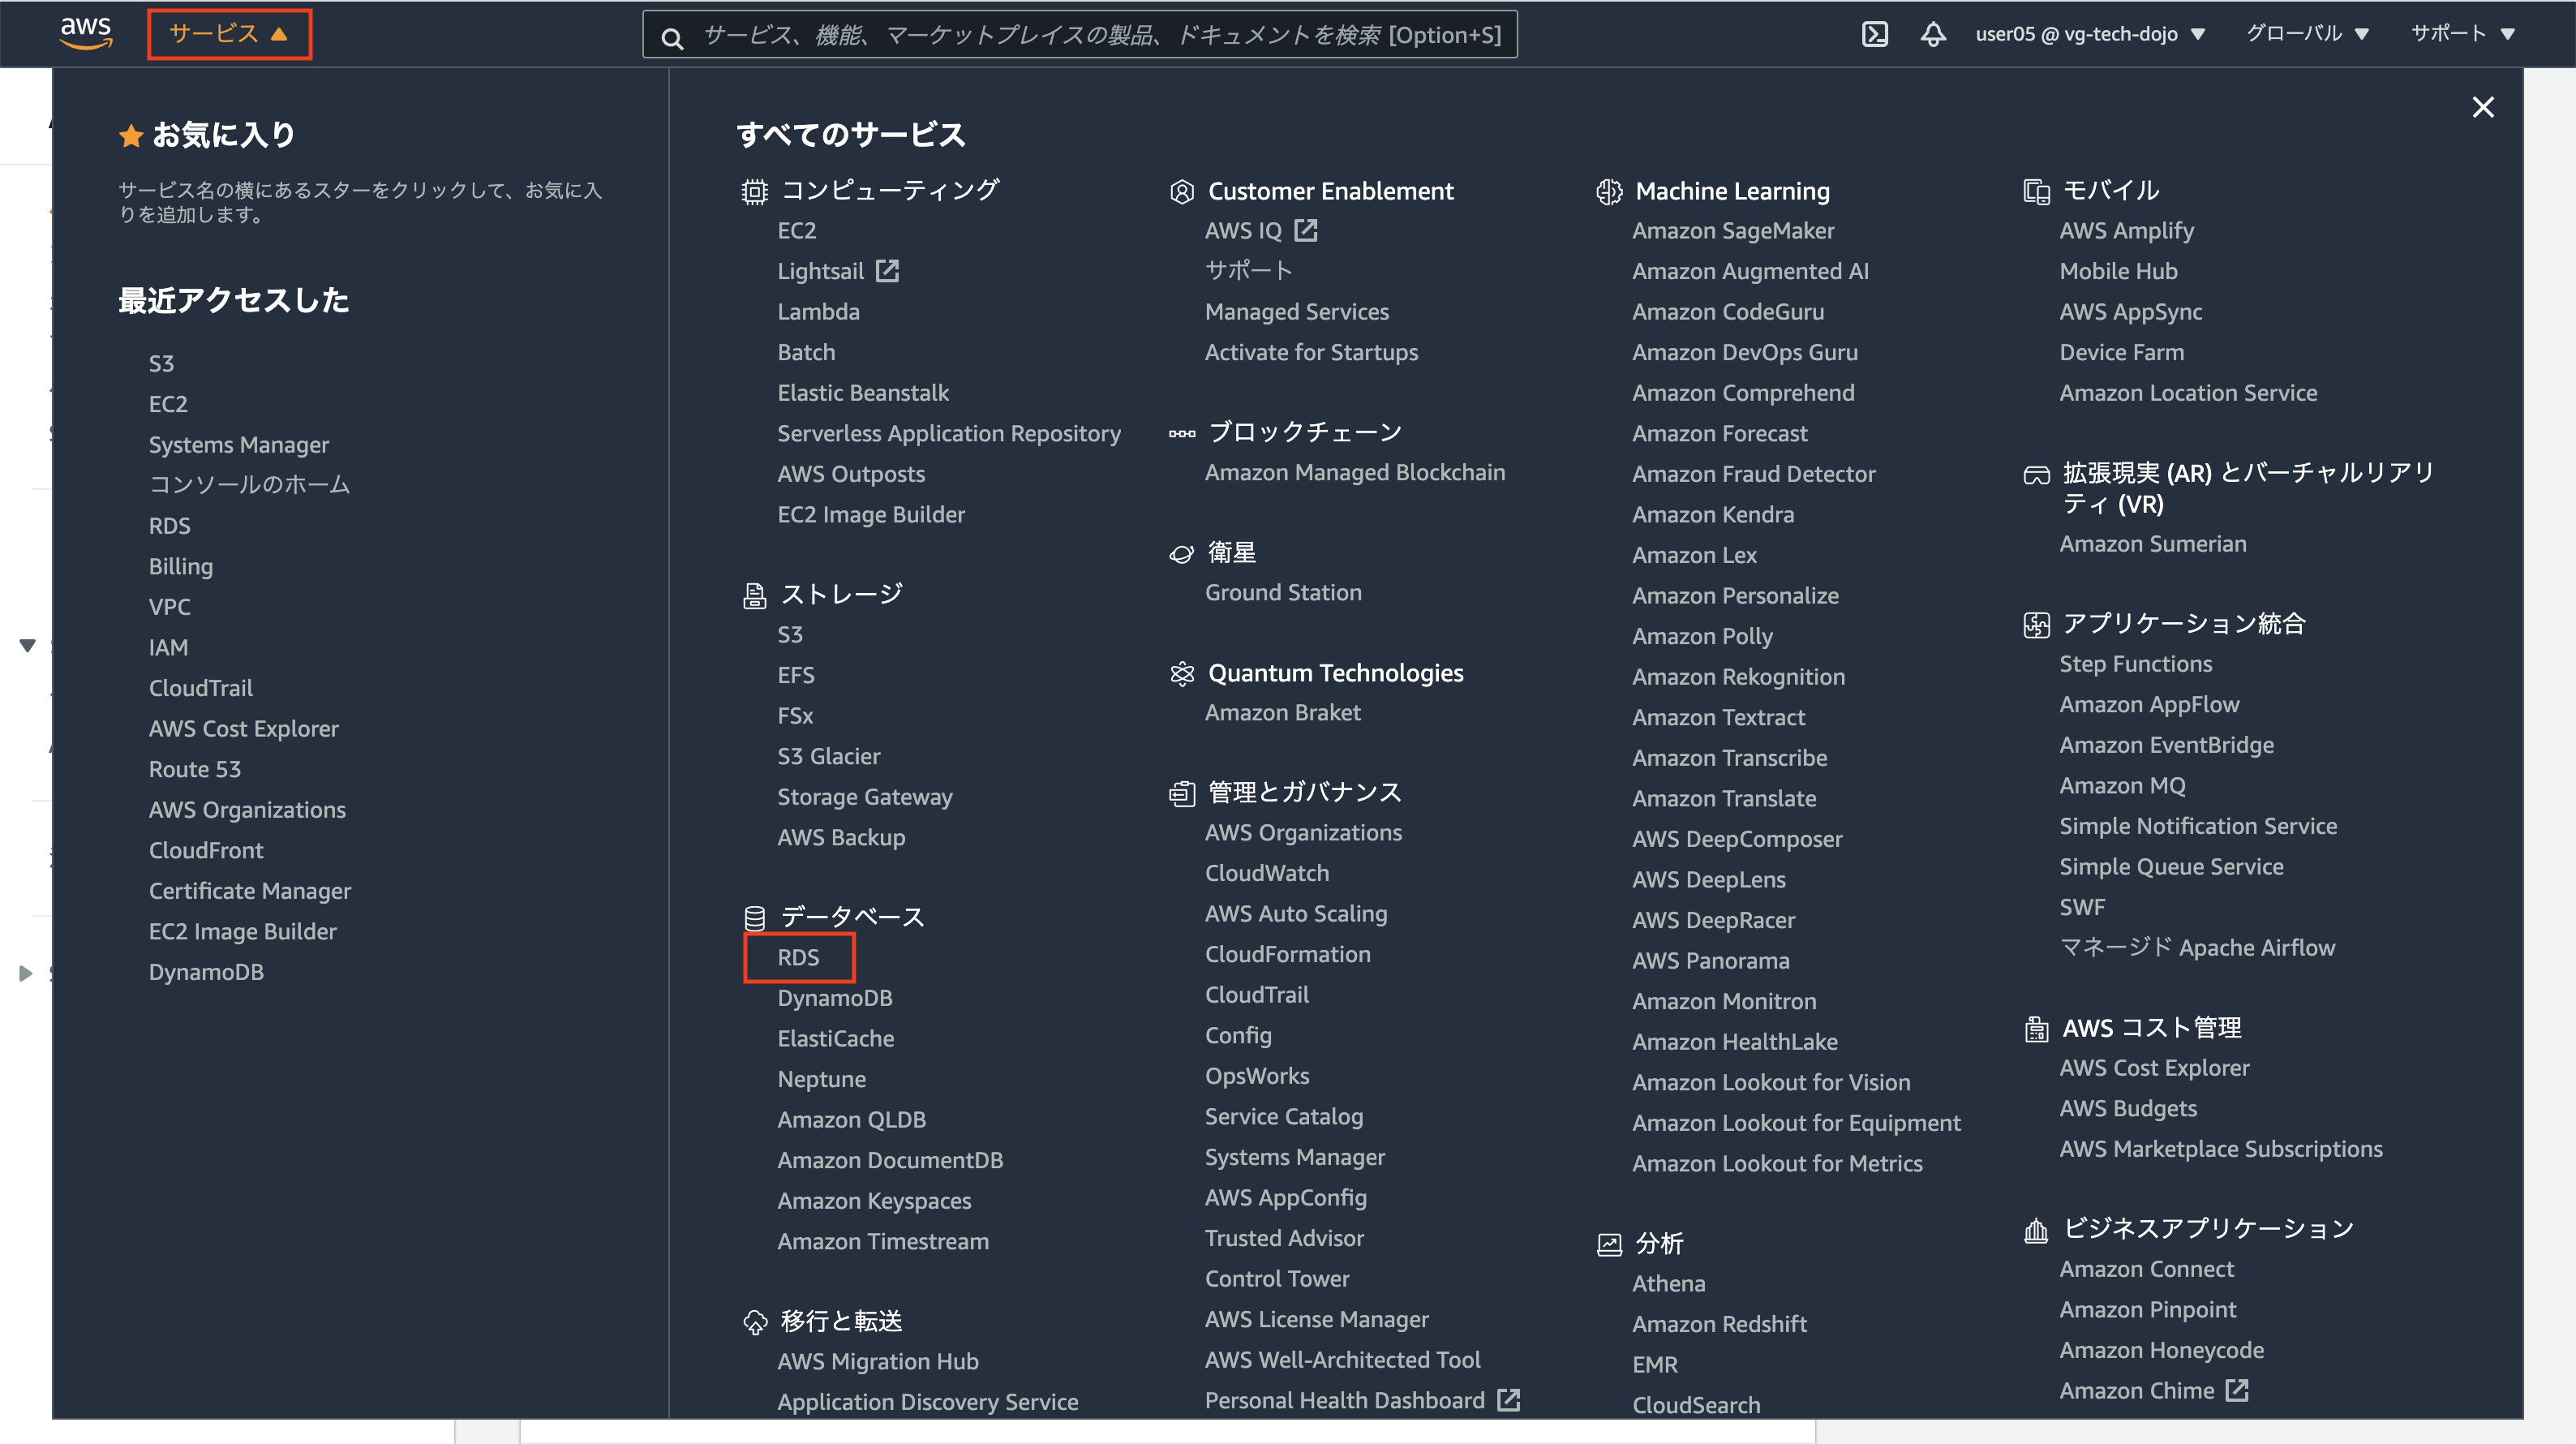 aws
サービス
サービス、機能、マーケットプレイスの製品、ドキュメントを検索 [Option+S]
user05 @ vg-tech-dojo
グローバル
サポート
お気に入り
サービス名の横にあるスターをクリックして、お気に入
りを追加します。
最近アクセスした
S3
EC2
Systems Manager
コンソールのホーム
RDS
Billing
VPC
IAM
CloudTrail
AWS Cost Explorer
Route 53
AWS Organizations
CloudFront
Certificate Manager
EC2 Image Builder
DynamoDB
すべてのサービス
コンピューティング
EC2
Lightsail
Lambda
Batch
Elastic Beanstalk
Serverless Application Repository
AWS Outposts
EC2 Image Builder
ストレージ
S3
EFS
FSx
S3 Glacier
Storage Gateway
AWS Backup
データベース
RDS
DynamoDB
ElastiCache
Neptune
Amazon QLDB
Amazon DocumentDB
Amazon Keyspaces
Amazon Timestream
移行と転送
AWS Migration Hub
Application Discovery Service
Customer Enablement
AWS IQ
サポート
Managed Services
Activate for Startups
ブロックチェーン
Amazon Managed Blockchain
衛星
Ground Station
Quantum Technologies
Amazon Braket
管理とガバナンス
AWS Organizations
CloudWatch
AWS Auto Scaling
CloudFormation
CloudTrail
Config
OpsWorks
Service Catalog
Systems Manager
AWS AppConfig
Trusted Advisor
Control Tower
AWS License Manager
AWS Well-Architected Tool
Personal Health Dashboard
Machine Learning
Amazon SageMaker
Amazon Augmented AI
Amazon CodeGuru
Amazon DevOps Guru
Amazon Comprehend
Amazon Forecast
Amazon Fraud Detector
Amazon Kendra
Amazon Lex
Amazon Personalize
Amazon Polly
Amazon Rekognition
Amazon Textract
Amazon Transcribe
Amazon Translate
AWS DeepComposer
AWS DeepLens
AWS DeepRacer
AWS Panorama
Amazon Monitron
Amazon HealthLake
Amazon Lookout for Vision
Amazon Lookout for Equipment
Amazon Lookout for Metrics
分析
Athena
Amazon Redshift
EMR
CloudSearch
モバイル
AWS Amplify
Mobile Hub
AWS AppSync
Device Farm
Amazon Location Service
拡張現実 (AR) とバーチャルリアリ
ティ (VR)
Amazon Sumerian
アプリケーション統合
Step Functions
Amazon AppFlow
Amazon EventBridge
Amazon MQ
Simple Notification Service
Simple Queue Service
SWF
マネージド Apache Airflow
AWS コスト管理
AWS Cost Explorer
AWS Budgets
AWS Marketplace Subscriptions
ビジネスアプリケーション
Amazon Connect
Amazon Pinpoint
Amazon Honeycode
Amazon Chime